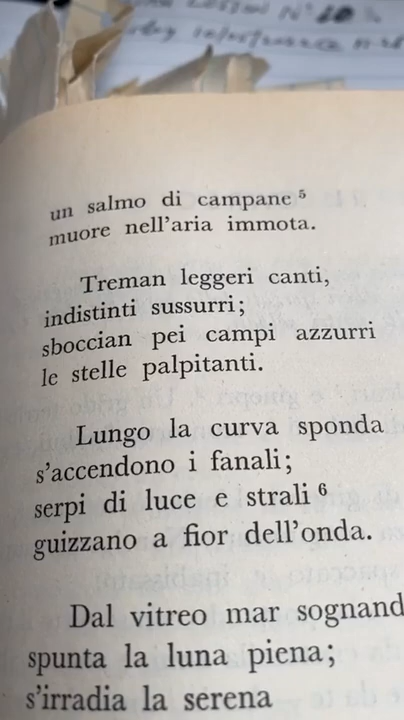 un salmo di campane ⁵
muore nell'aria immota.
Treman leggeri canti,
indistinti sussurri;
sboccian pei campi azzurri
le stelle palpitanti.
Lungo la curva sponda
s'accendono i fanali;
serpi di luce e strali ⁶
guizzano a fior dell'onda.
Dal vitreo mar sognand
spunta la luna piena;
s'irradia la serena